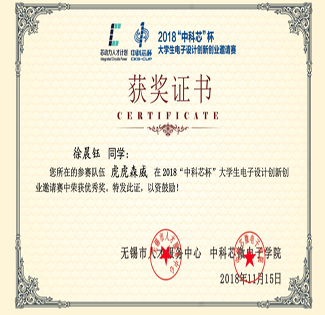 2018"中科芯"杯
大学生电子设计创新创业邀请赛
芯动力人才计划
中科芯杯
Integrated Circuits Power
CKS·CUP
获奖证书
CERTIFICATE
徐晨钰 同学:
您所在的参赛队伍 虎虎森威 在2018"中科芯杯"大学生电子设计创新创
业邀请赛中荣获优秀奖。特发此证,以资鼓励!
无锡市人才服务中心 中科芯微电子学院
2018年11月15日